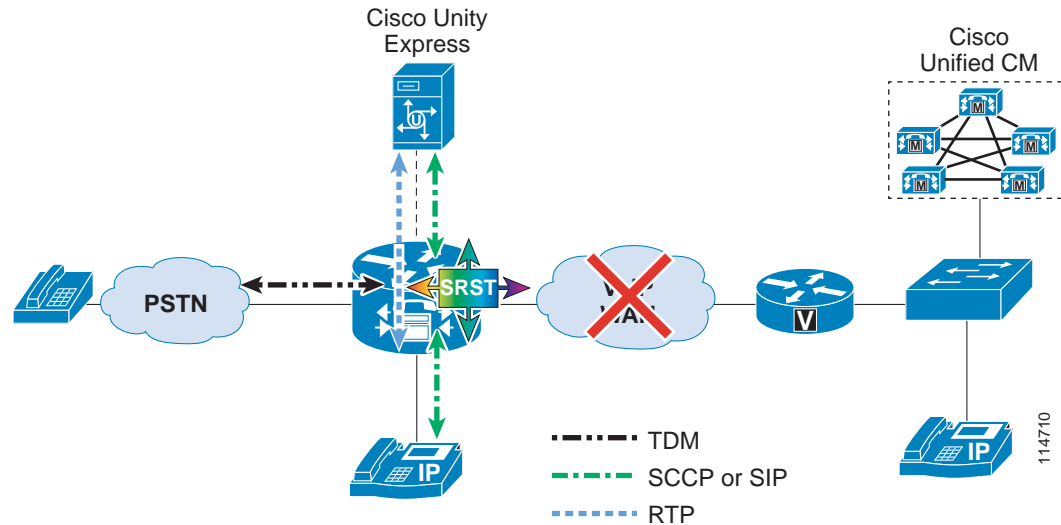 Cisco Unity
Express
Cisco
Unified CM
U
M
M
M
M
M
PSTN
SRST
V
IP
IP
TDM
SCCP or SIP
RTP
114710